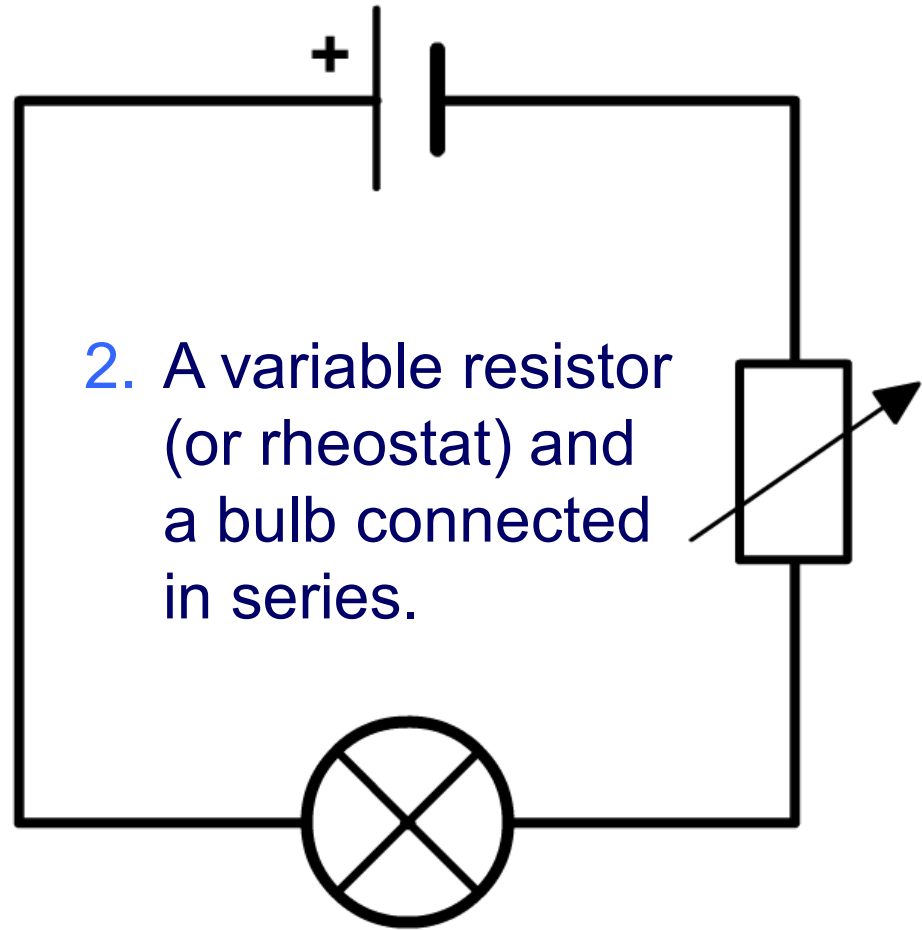 +
2. A variable resistor
(or rheostat) and
a bulb connected
in series.